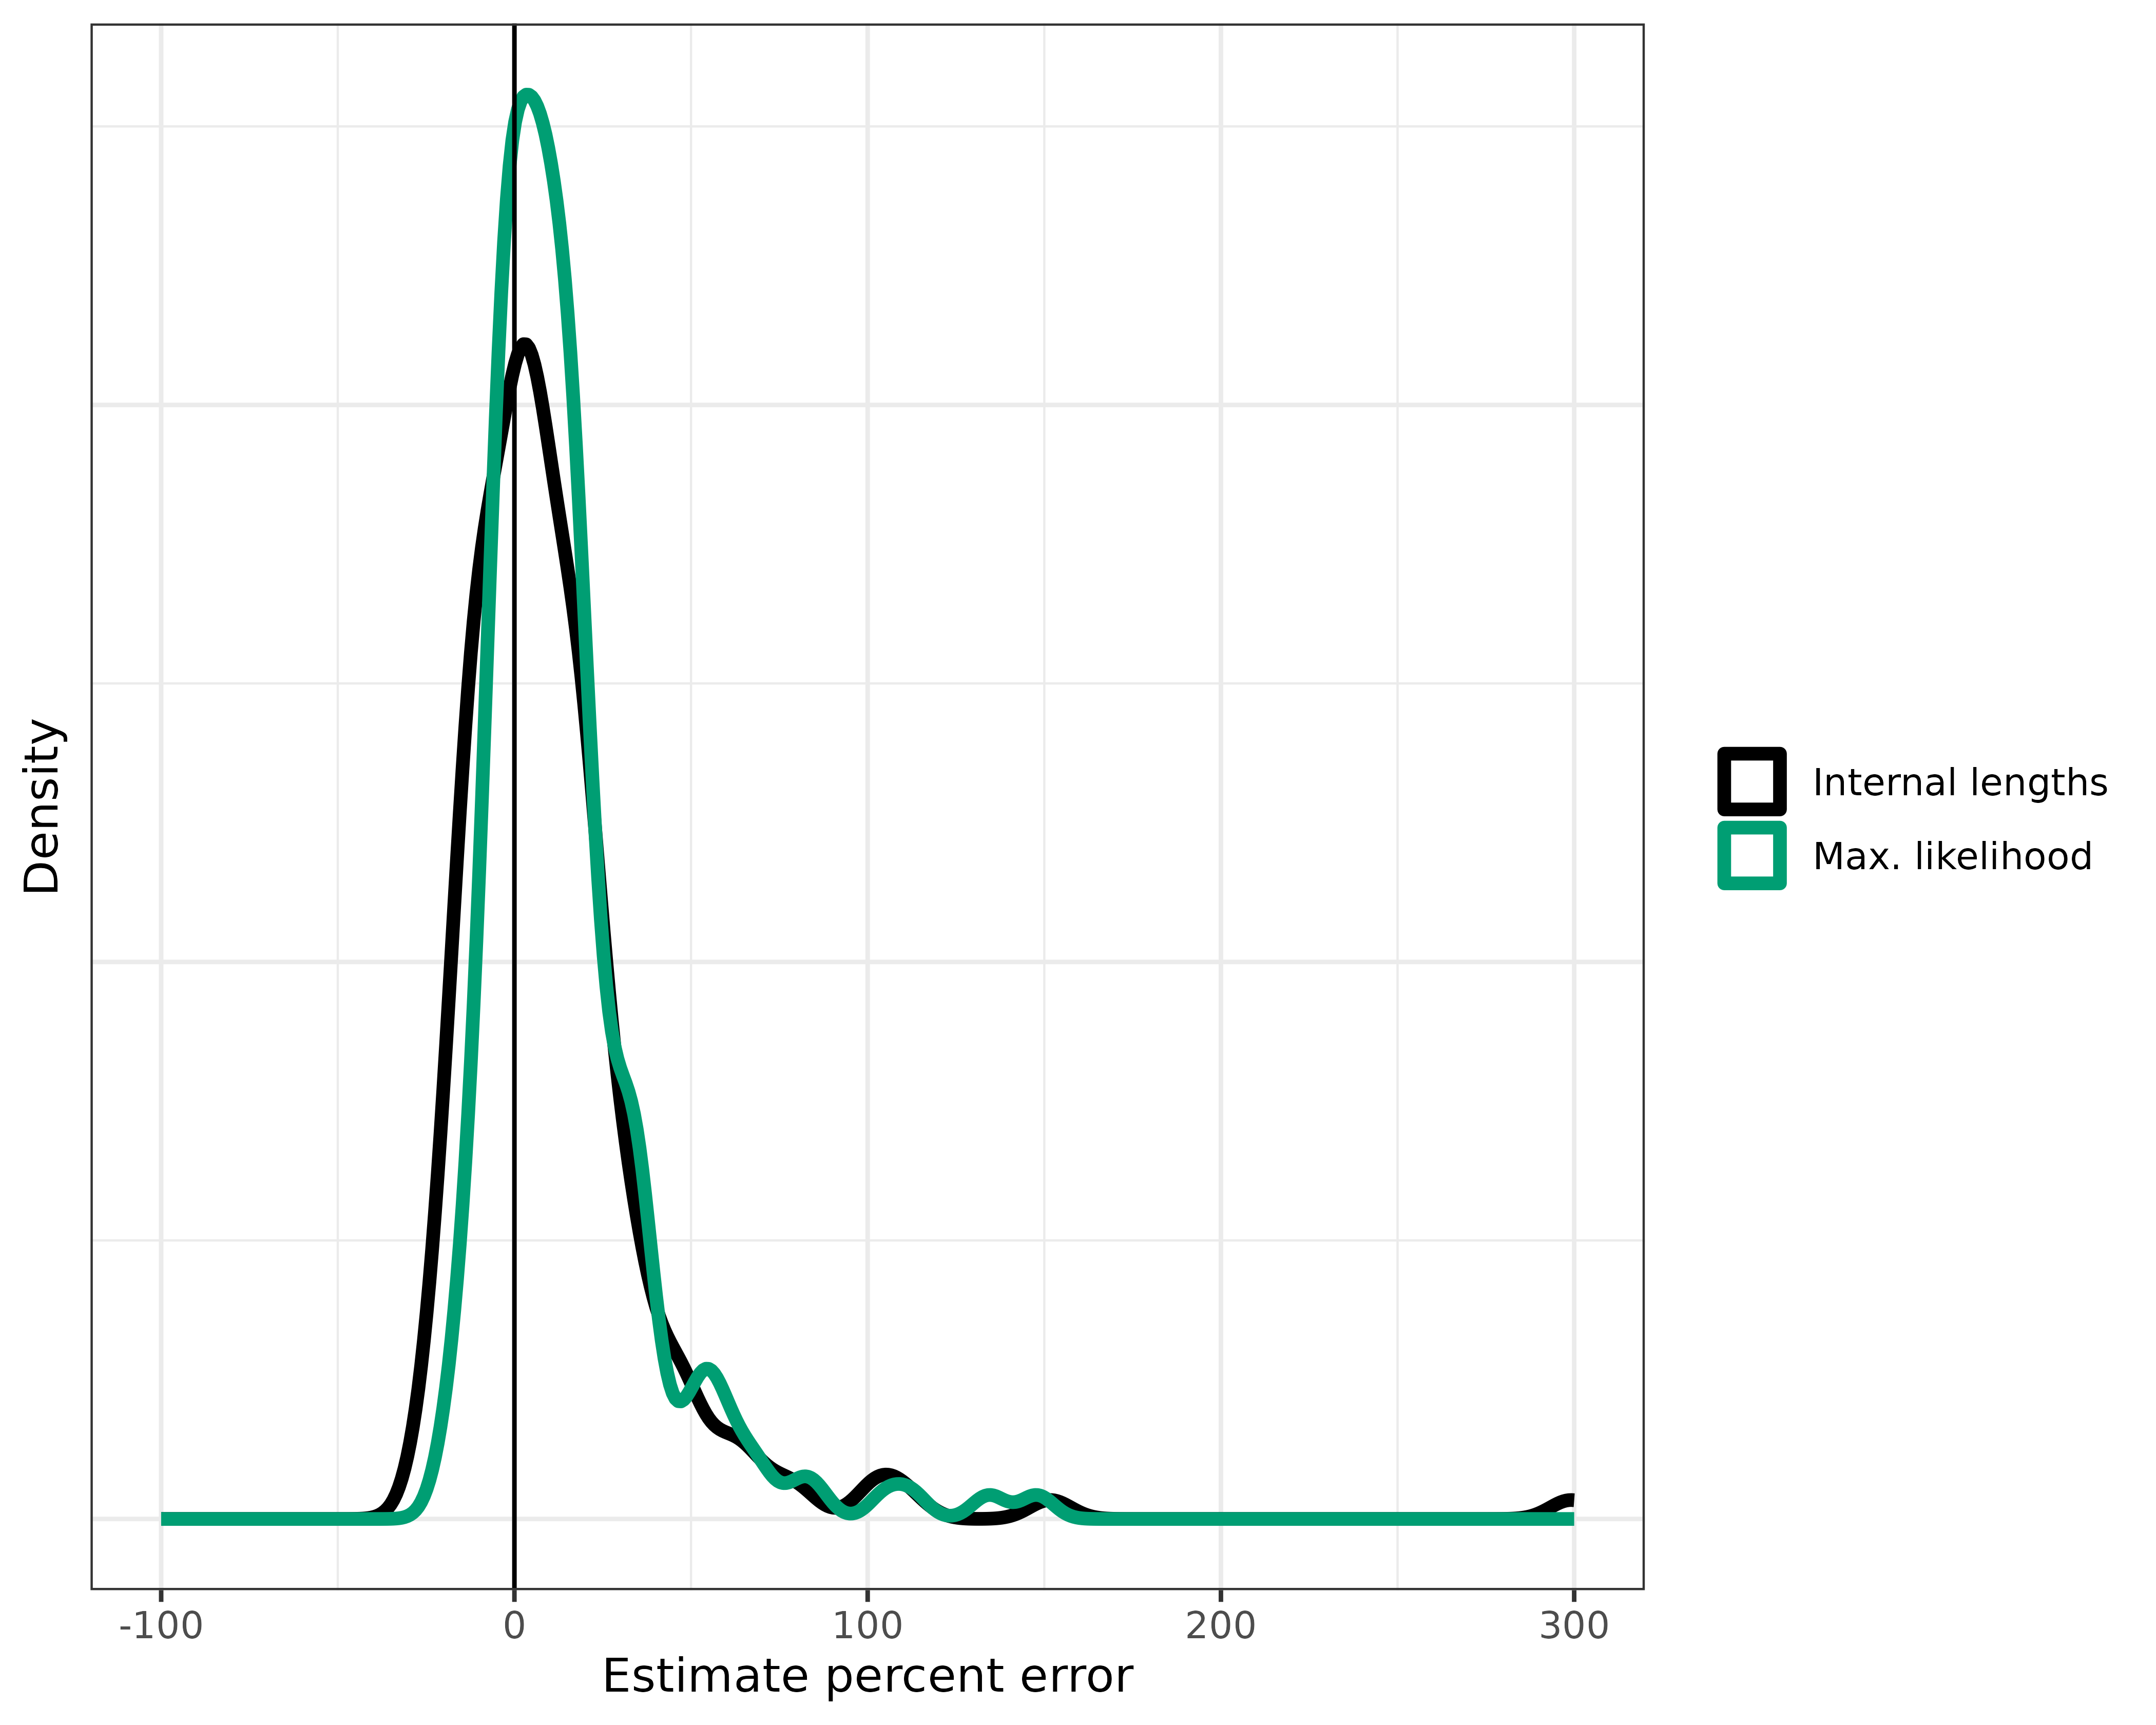 Density
-100
0
100
200
300
Estimate percent error
Internal lengths
Max. likelihood